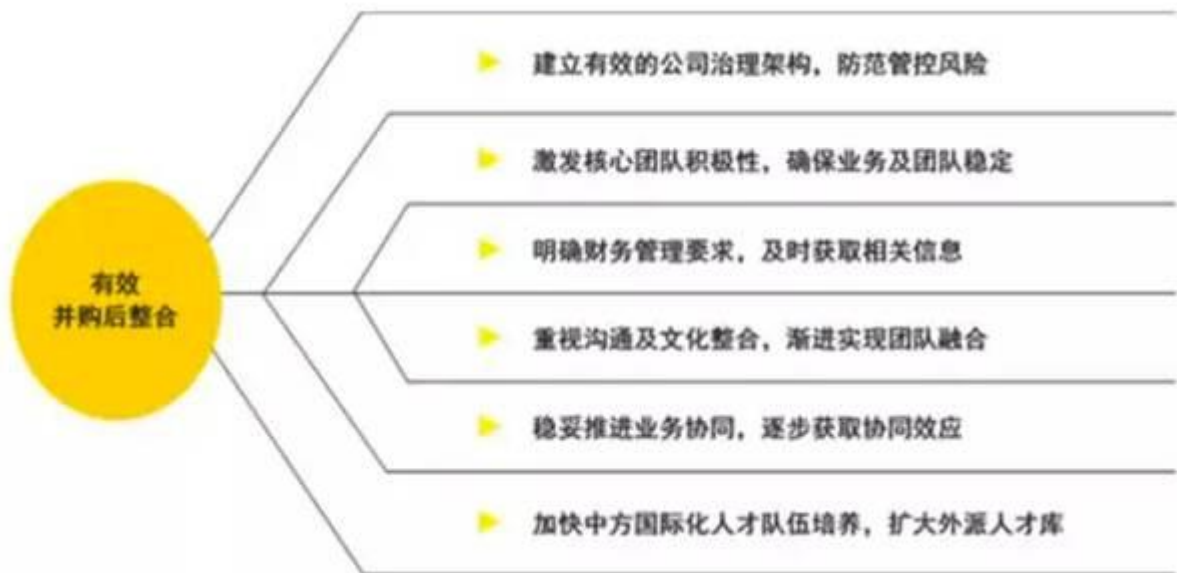 建立有效的公司治理架构，防范管控风险
激发核心团队积极性，确保业务及团队稳定
明确财务管理要求，及时获取相关信息
有效
并购后整合
重视沟通及文化整合，渐进实现团队融合
稳妥推进业务协同，逐步获取协同效应
加快中方国际化人才队伍培养，扩大外派人才库